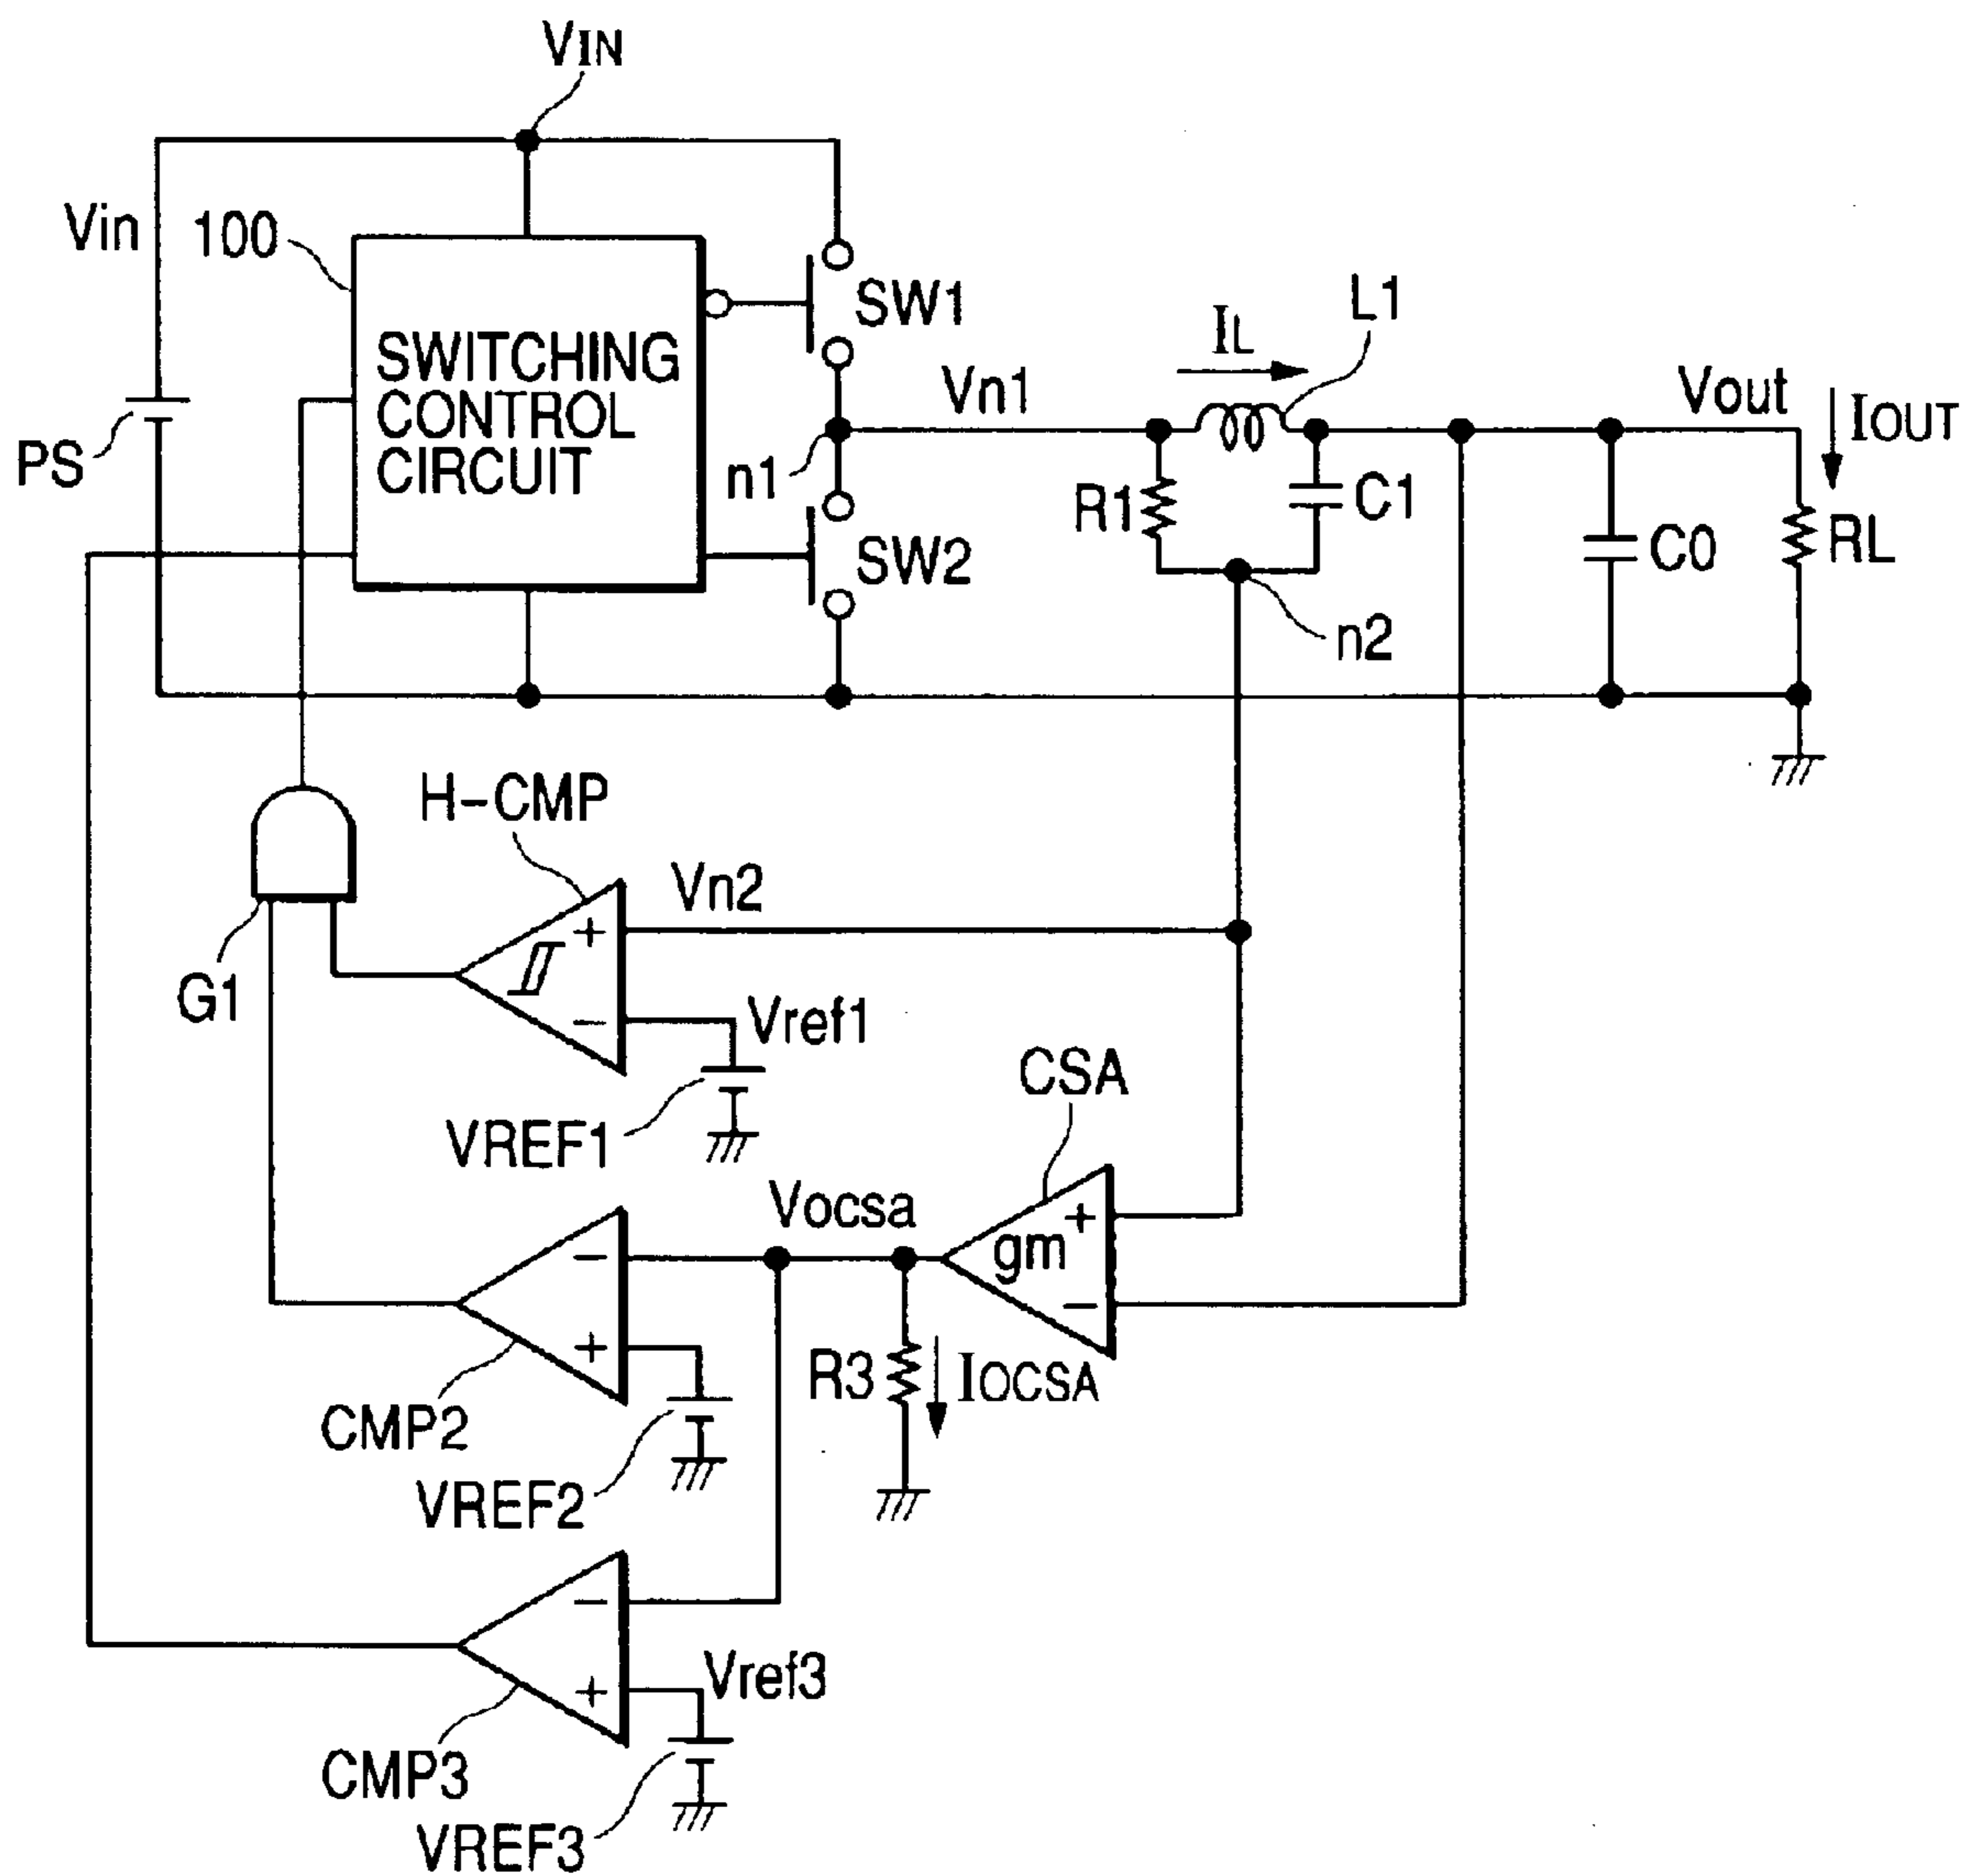 VIN
Vin
100
SWITCHING
CONTROL
CIRCUIT
SW1
IL
L1
Vn1
Vout
IOUT
PS
n1
R1
C1
SW2
C0
RL
n2
H-CMP
Vn2
+
−
G1
Vref1
CSA
VREF1
Vocsa
+
gm
−
−
+
R3
IOCSA
CMP2
VREF2
−
+
Vref3
CMP3
VREF3